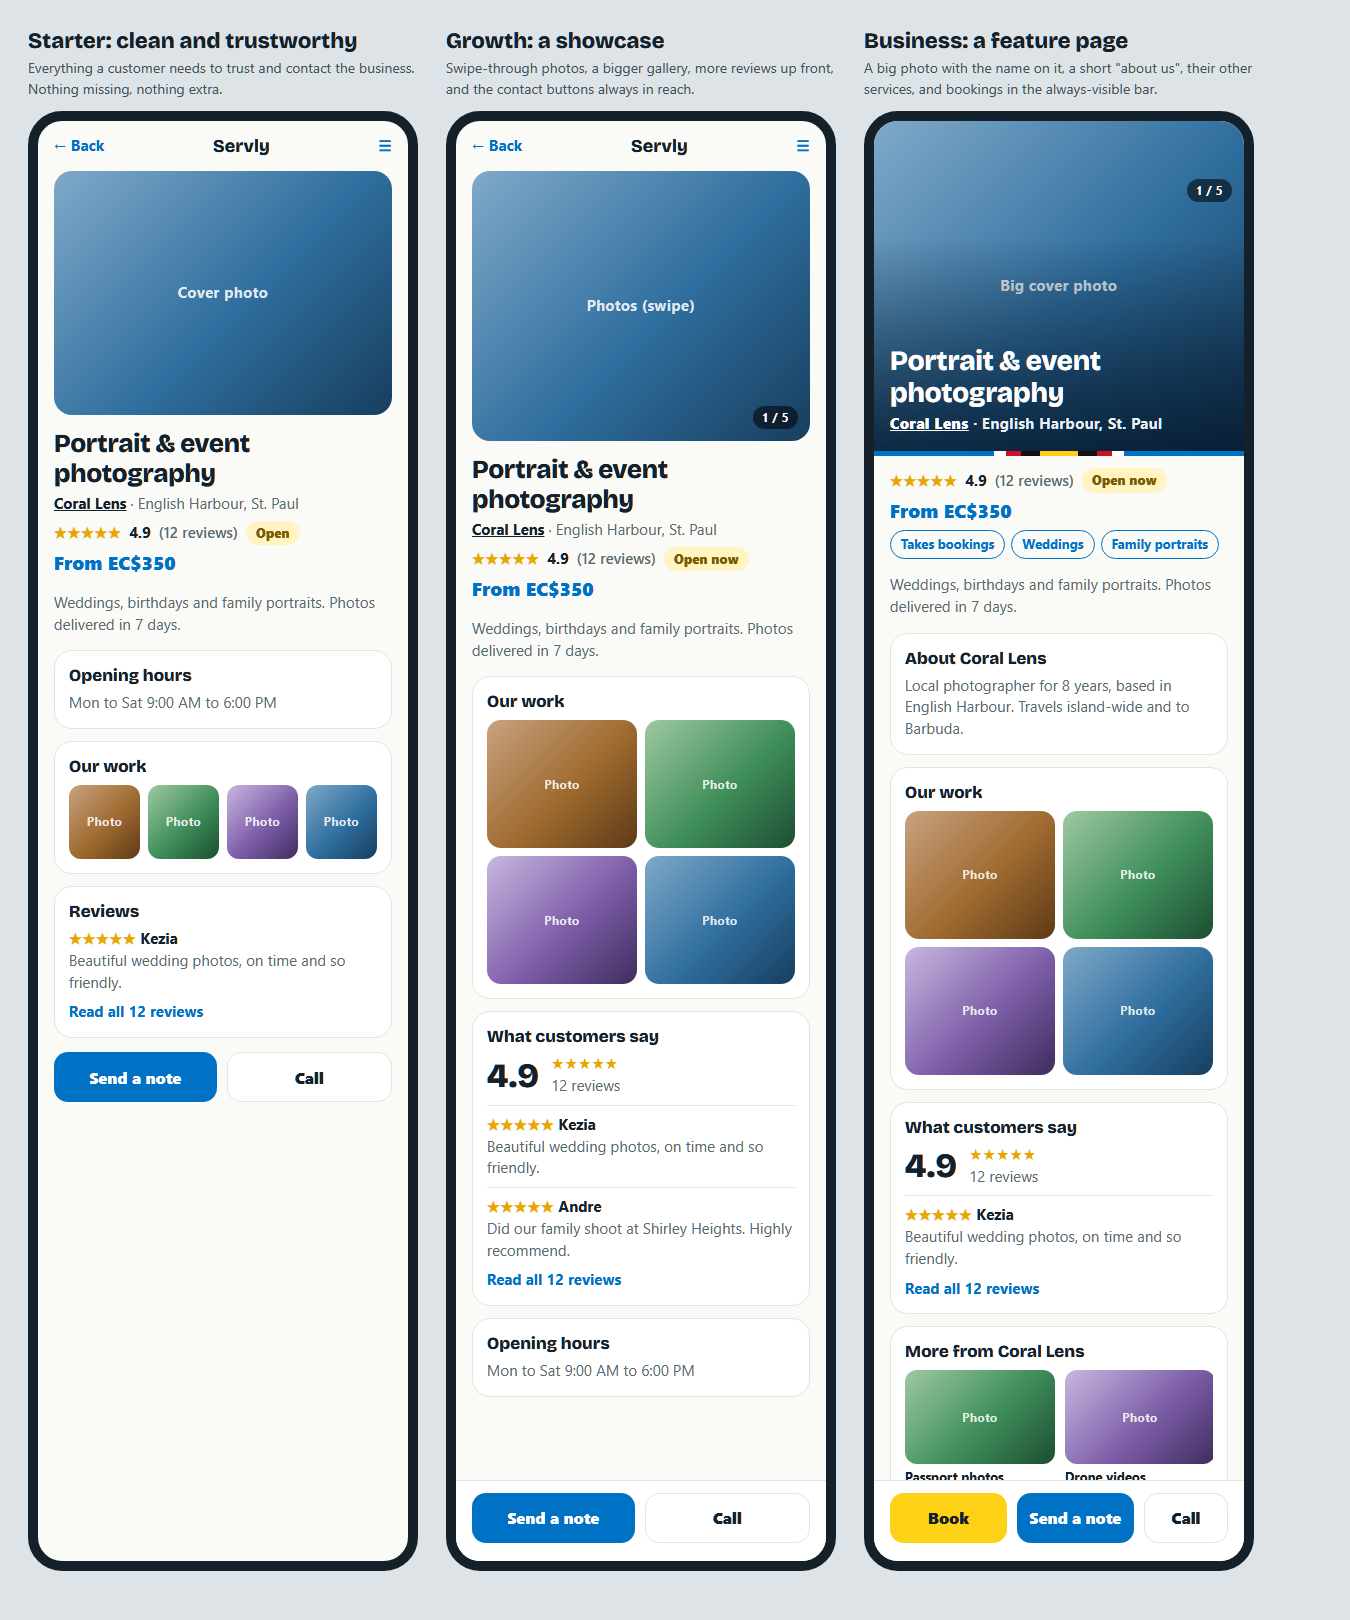 Starter: clean and trustworthy
Everything a customer needs to trust and contact the business.
Nothing missing, nothing extra.
← Back
Servly
☰
Cover photo
Portrait & event
photography
Coral Lens · English Harbour, St. Paul
★★★★★ 4.9 (12 reviews) Open
From EC$350
Weddings, birthdays and family portraits. Photos
delivered in 7 days.
Opening hours
Mon to Sat 9:00 AM to 6:00 PM
Our work
Photo Photo Photo Photo
Reviews
★★★★★ Kezia
Beautiful wedding photos, on time and so
friendly.
Read all 12 reviews
Send a note
Call
Growth: a showcase
Swipe-through photos, a bigger gallery, more reviews up front,
and the contact buttons always in reach.
← Back
Servly
☰
Photos (swipe)
1 / 5
Portrait & event
photography
Coral Lens · English Harbour, St. Paul
★★★★★ 4.9 (12 reviews) Open now
From EC$350
Weddings, birthdays and family portraits. Photos
delivered in 7 days.
Our work
Photo Photo
Photo Photo
What customers say
4.9 ★★★★★
12 reviews
★★★★★ Kezia
Beautiful wedding photos, on time and so
friendly.
★★★★★ Andre
Did our family shoot at Shirley Heights. Highly
recommend.
Read all 12 reviews
Opening hours
Mon to Sat 9:00 AM to 6:00 PM
Send a note
Call
Business: a feature page
A big photo with the name on it, a short "about us", their other
services, and bookings in the always-visible bar.
1 / 5
Big cover photo
Portrait & event
photography
Coral Lens · English Harbour, St. Paul
★★★★★ 4.9 (12 reviews) Open now
From EC$350
Takes bookings Weddings Family portraits
Weddings, birthdays and family portraits. Photos
delivered in 7 days.
About Coral Lens
Local photographer for 8 years, based in
English Harbour. Travels island-wide and to
Barbuda.
Our work
Photo Photo
Photo Photo
What customers say
4.9 ★★★★★
12 reviews
★★★★★ Kezia
Beautiful wedding photos, on time and so
friendly.
Read all 12 reviews
More from Coral Lens
Photo Photo
Passport photos Drone videos
Book
Send a note
Call